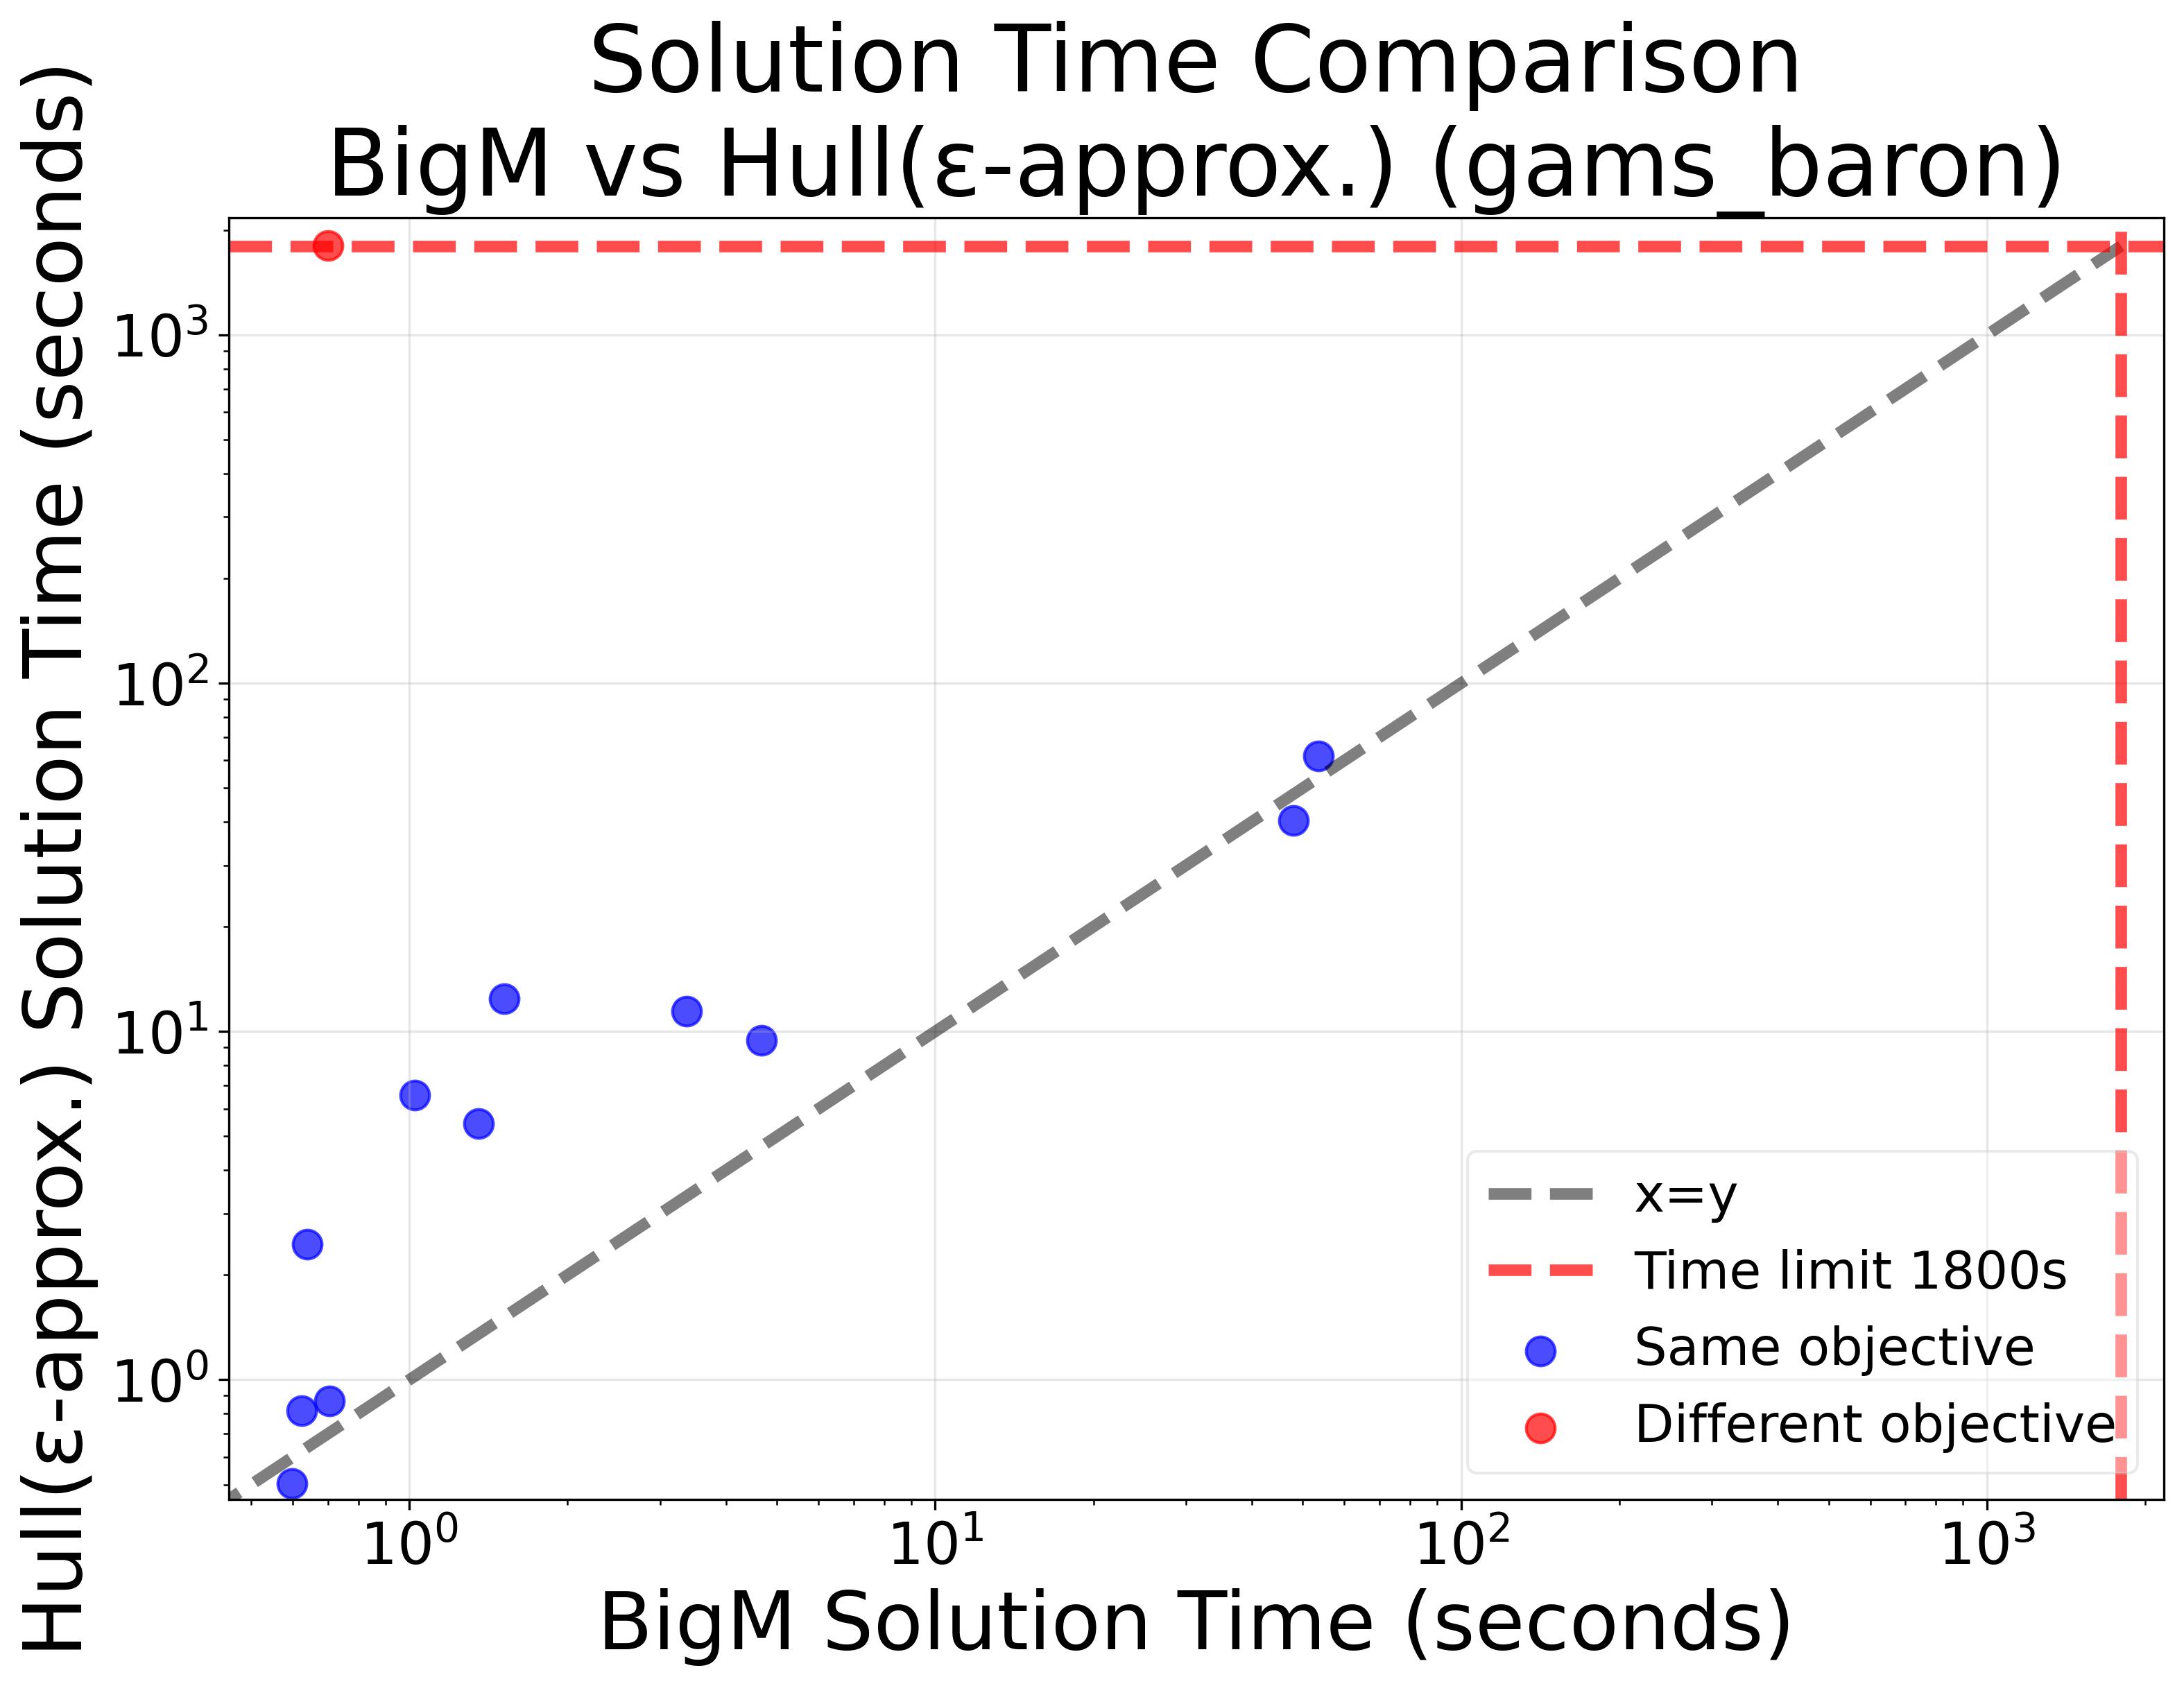 Solution Time Comparison
BigM vs Hull(ε-approx.) (gams_baron)
Hull(ε-approx.) Solution Time (seconds)
10³
10²
10¹
10⁰
x=y
Time limit 1800s
Same objective
Different objective
10⁰ 10¹ 10² 10³
BigM Solution Time (seconds)